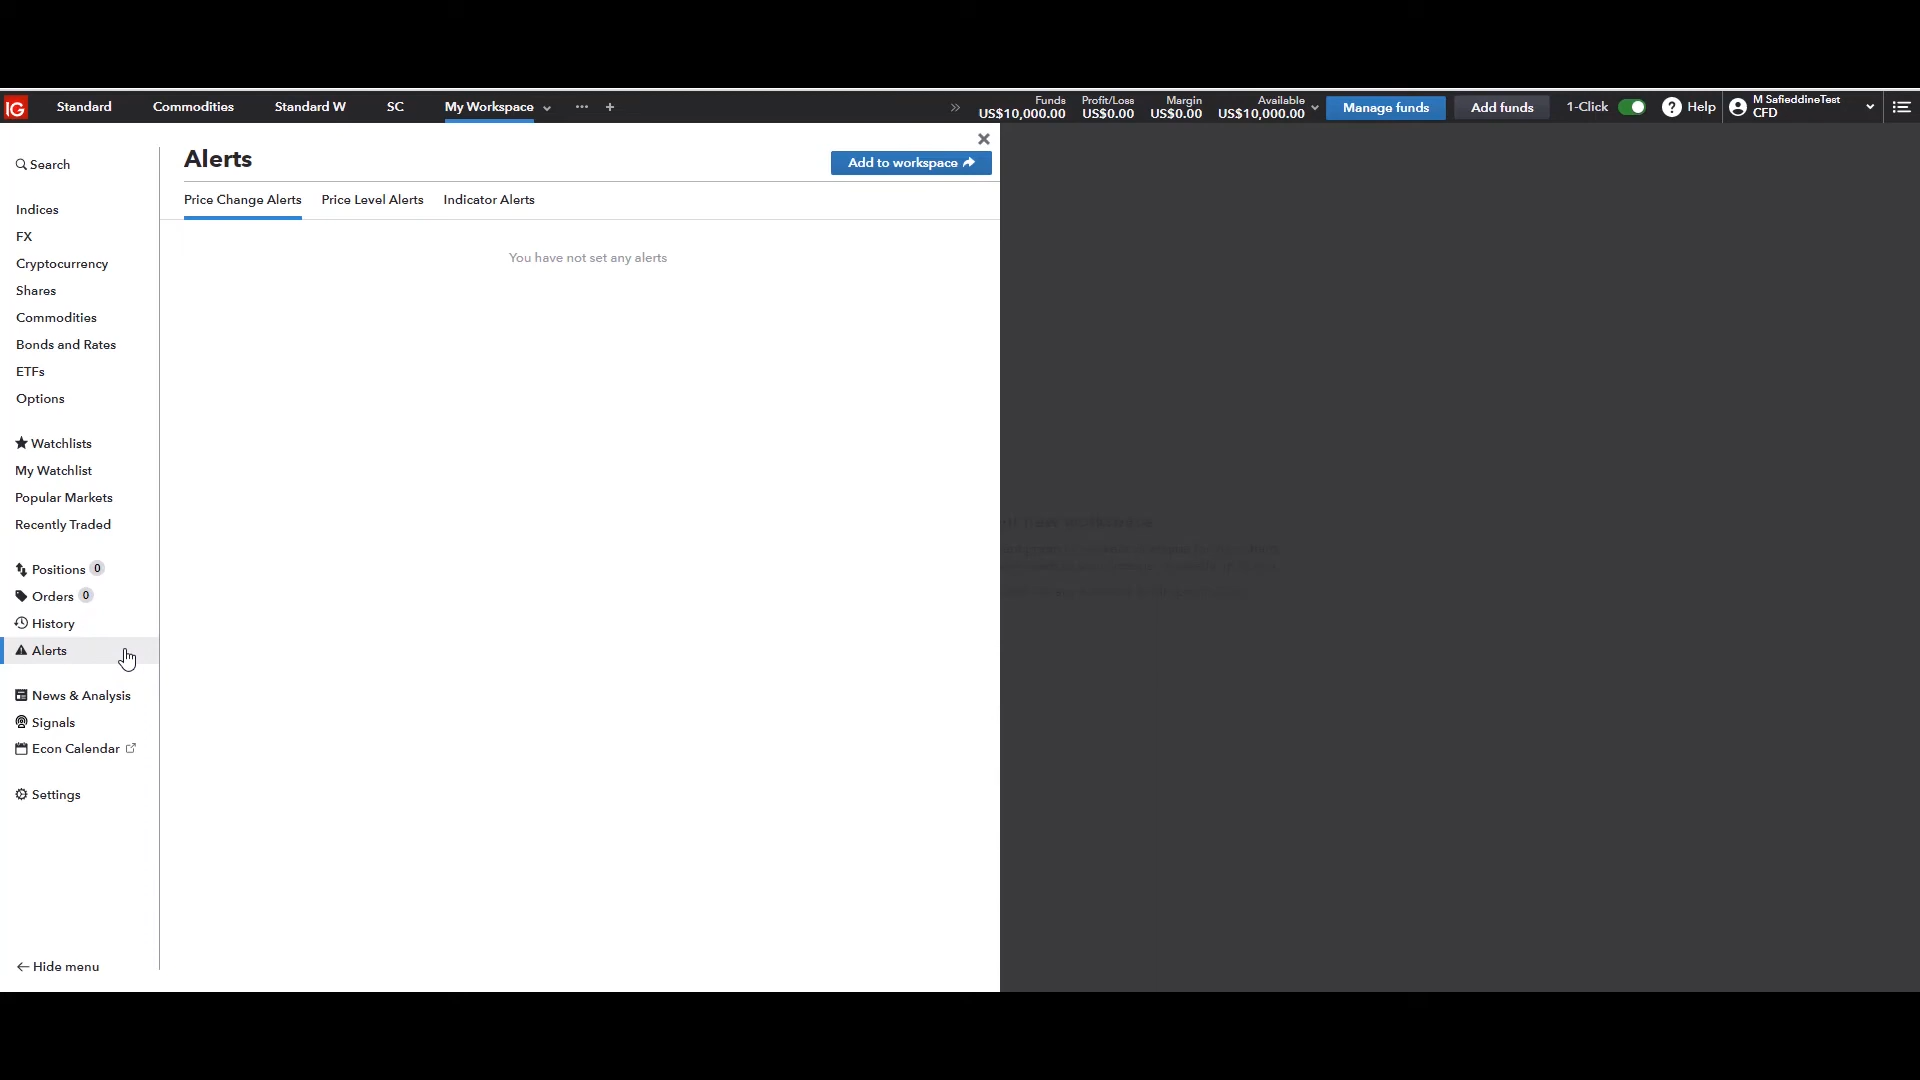 IG Standard Commodities Standard W SC My Workspace ••• + » Funds US$10,000.00 Profit/Loss US$0.00 Margin US$0.00 Available US$10,000.00 Manage funds Add funds 1-Click ? Help M SafieddineTest CFD
Search
Indices
FX
Cryptocurrency
Shares
Commodities
Bonds and Rates
ETFs
Options
Watchlists
My Watchlist
Popular Markets
Recently Traded
Positions 0
Orders 0
History
Alerts
News & Analysis
Signals
Econ Calendar
Settings
Hide menu
Alerts
Add to workspace
Price Change Alerts Price Level Alerts Indicator Alerts
You have not set any alerts